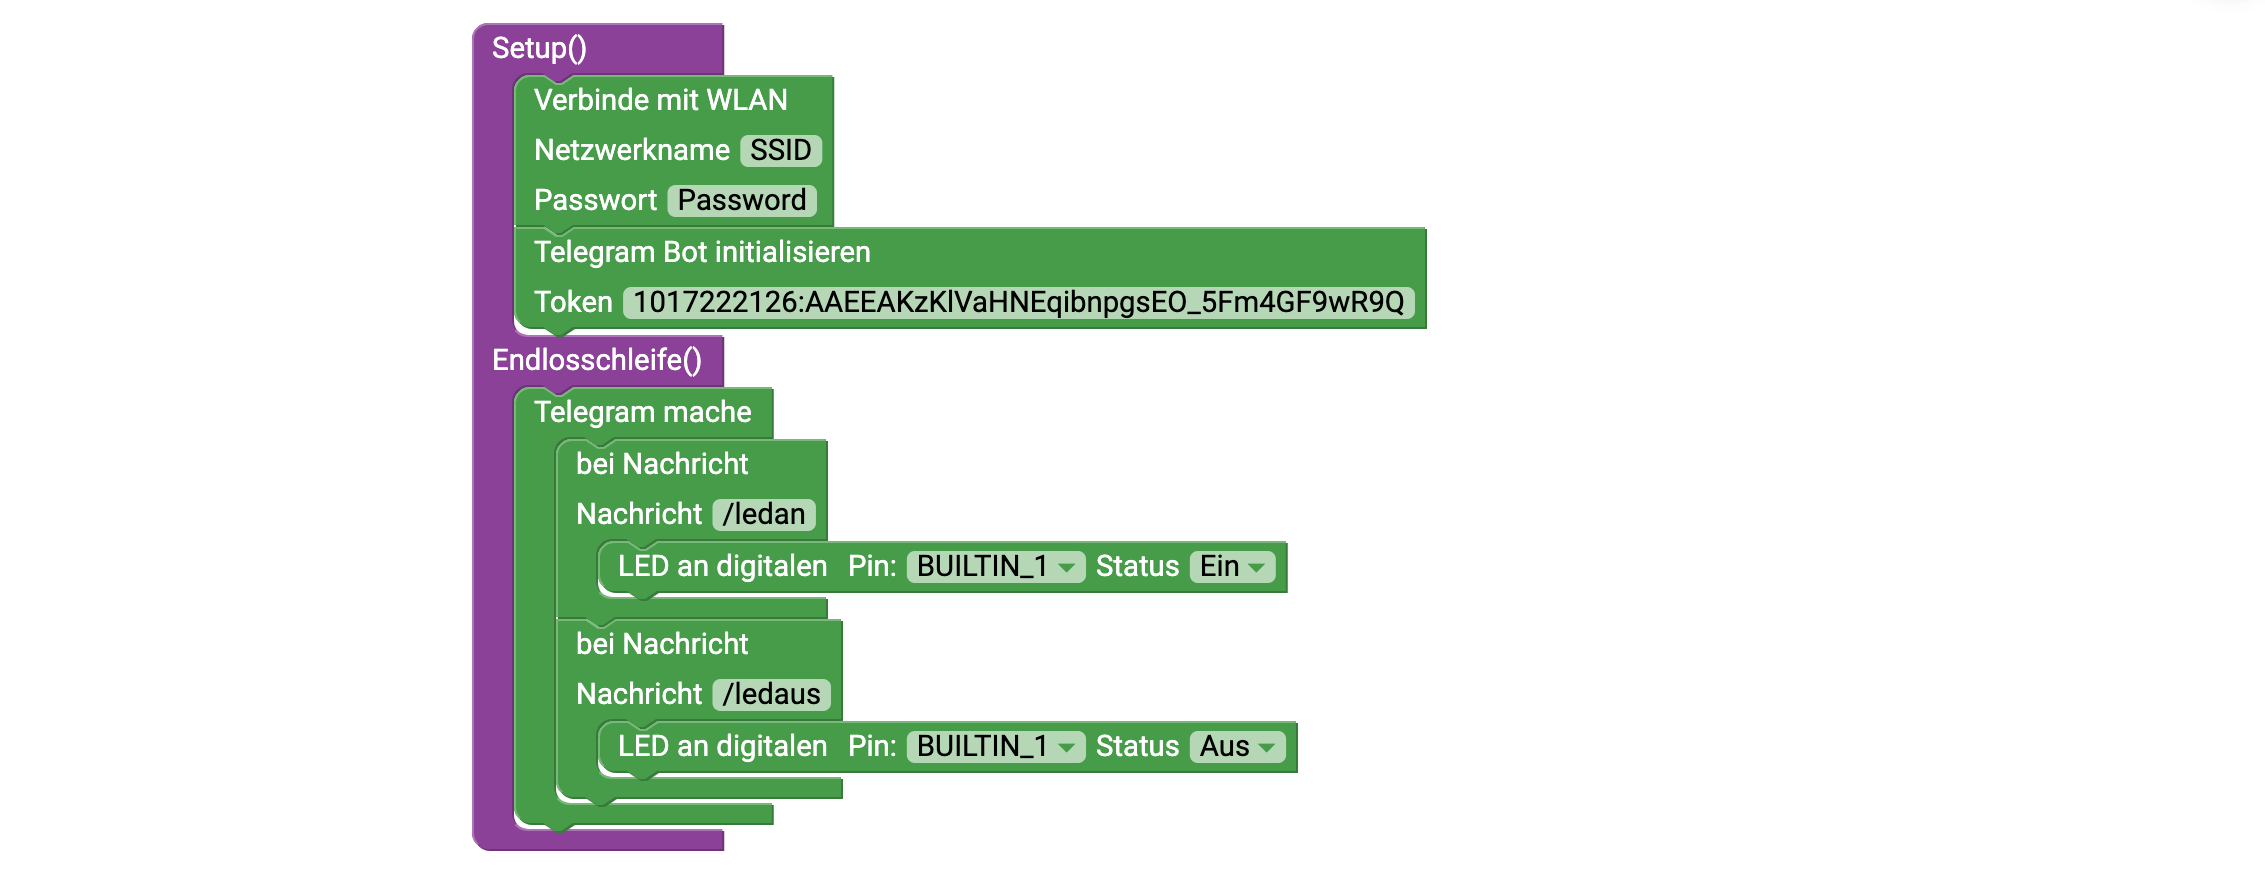 Setup()
Verbinde mit WLAN
Netzwerkname SSID
Passwort Password
Telegram Bot initialisieren
Token 1017222126:AAEEAKzKlVaHNEqibnpgsEO_5Fm4GF9wR9Q
Endlosschleife()
Telegram mache
bei Nachricht
Nachricht /ledan
LED an digitalen Pin: BUILTIN_1 Status Ein
bei Nachricht
Nachricht /ledaus
LED an digitalen Pin: BUILTIN_1 Status Aus